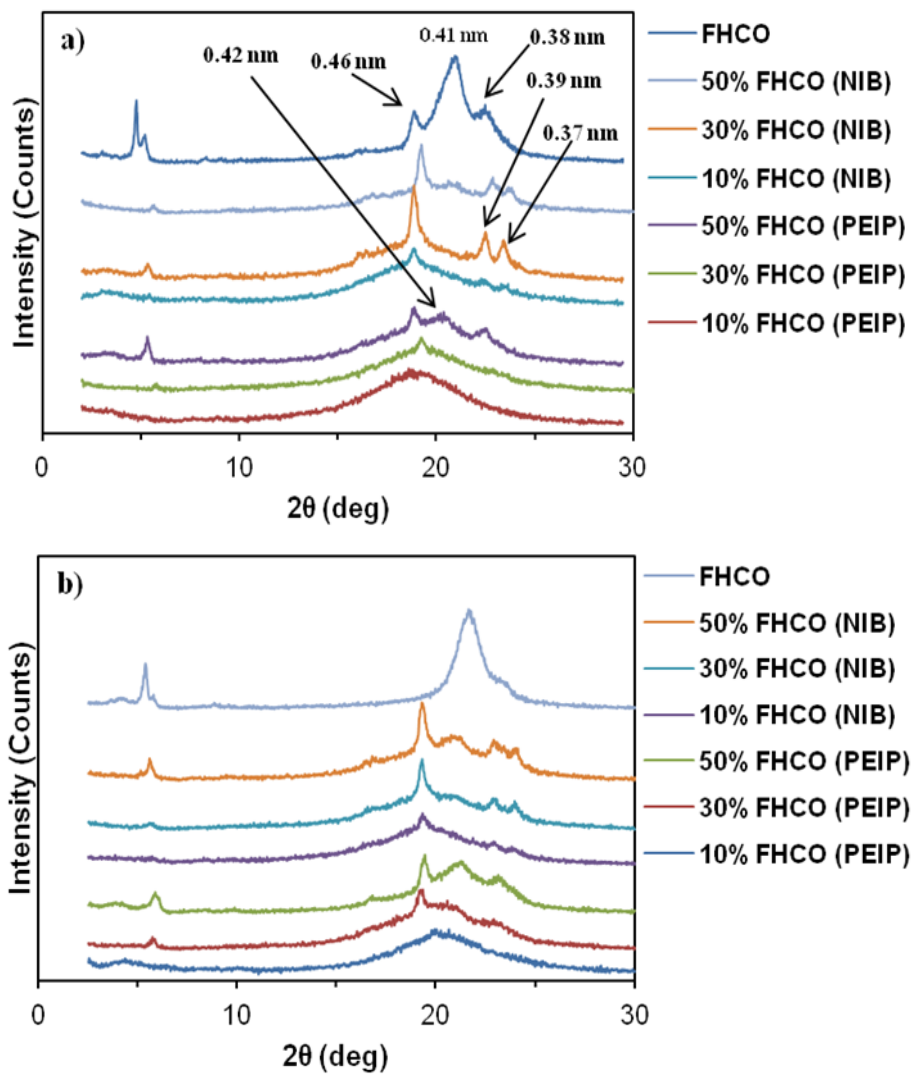 a)
0.42 nm
0.46 nm
0.41 nm
0.38 nm
0.39 nm
0.37 nm
Intensity (Counts)
0
10
20
30
2θ (deg)
FHCO
50% FHCO (NIB)
30% FHCO (NIB)
10% FHCO (NIB)
50% FHCO (PEIP)
30% FHCO (PEIP)
10% FHCO (PEIP)
b)
Intensity (Counts)
0
10
20
30
2θ (deg)
FHCO
50% FHCO (NIB)
30% FHCO (NIB)
10% FHCO (NIB)
50% FHCO (PEIP)
30% FHCO (PEIP)
10% FHCO (PEIP)